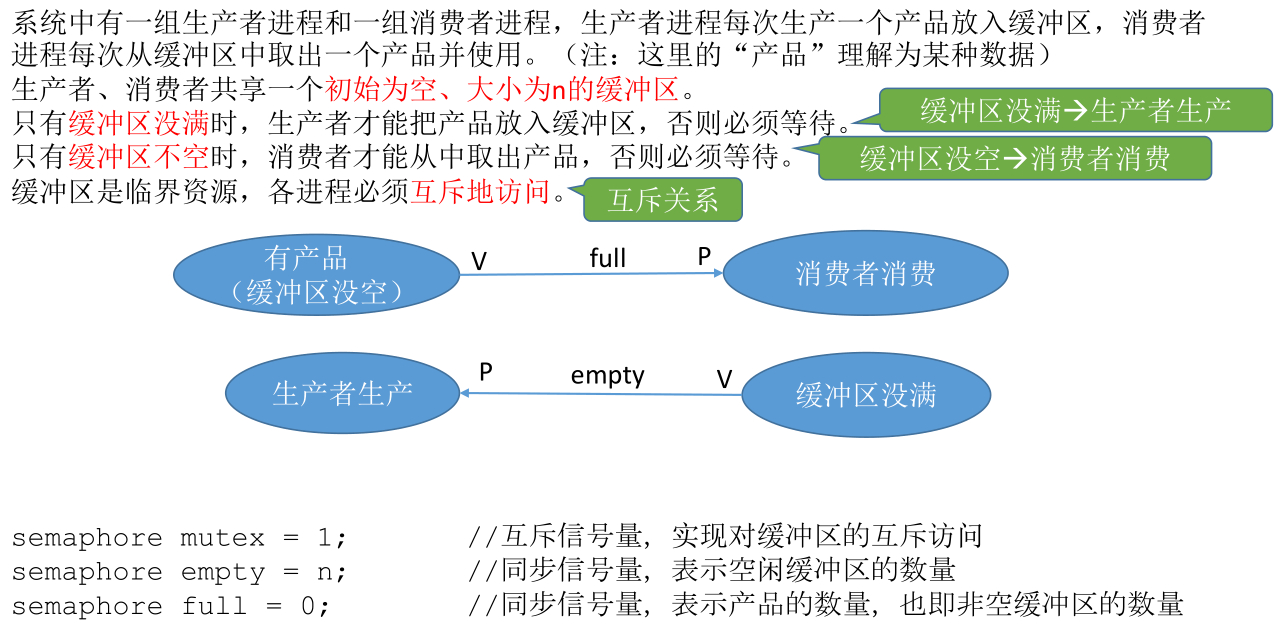 系统中有一组生产者进程和一组消费者进程，生产者进程每次生产一个产品放入缓冲区，消费者
进程每次从缓冲区中取出一个产品并使用。（注：这里的“产品”理解为某种数据）
生产者、消费者共享一个初始为空、大小为n的缓冲区。
只有缓冲区没满时，生产者才能把产品放入缓冲区，否则必须等待。
缓冲区没满→生产者生产
只有缓冲区不空时，消费者才能从中取出产品，否则必须等待。
缓冲区没空→消费者消费
缓冲区是临界资源，各进程必须互斥地访问。
互斥关系
有产品
（缓冲区没空）
V full P
消费者消费
生产者生产
P empty V
缓冲区没满
semaphore mutex = 1; //互斥信号量，实现对缓冲区的互斥访问
semaphore empty = n; //同步信号量，表示空闲缓冲区的数量
semaphore full = 0; //同步信号量，表示产品的数量，也即非空缓冲区的数量